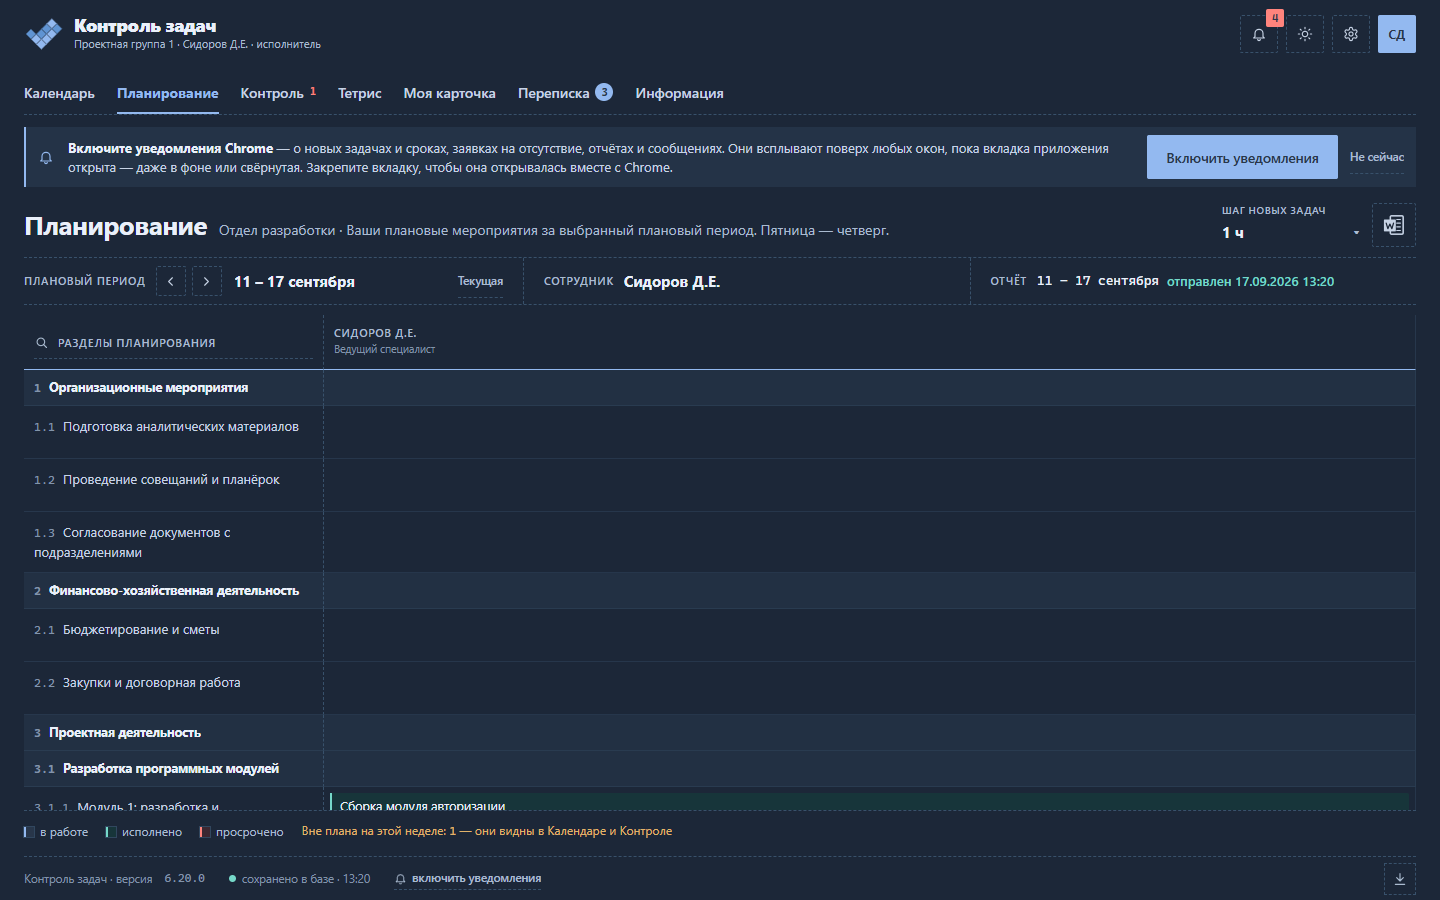 Контроль задач
Проектная группа 1 · Сидоров Д.Е. · исполнитель
4
СД
Календарь
Планирование
Контроль 1
Тетрис
Моя карточка
Переписка 3
Информация
Включите уведомления Chrome — о новых задачах и сроках, заявках на отсутствие, отчётах и сообщениях. Они всплывают поверх любых окон, пока вкладка приложения
открыта — даже в фоне или свёрнутая. Закрепите вкладку, чтобы она открывалась вместе с Chrome.
Включить уведомления
Не сейчас
Планирование
Отдел разработки · Ваши плановые мероприятия за выбранный плановый период. Пятница — четверг.
ШАГ НОВЫХ ЗАДАЧ
1 ч
ПЛАНОВЫЙ ПЕРИОД
11 – 17 сентября
Текущая
СОТРУДНИК Сидоров Д.Е.
ОТЧЁТ 11 – 17 сентября отправлен 17.09.2026 13:20
РАЗДЕЛЫ ПЛАНИРОВАНИЯ
СИДОРОВ Д.Е.
Ведущий специалист
1 Организационные мероприятия
1.1 Подготовка аналитических материалов
1.2 Проведение совещаний и планёрок
1.3 Согласование документов с
подразделениями
2 Финансово-хозяйственная деятельность
2.1 Бюджетирование и сметы
2.2 Закупки и договорная работа
3 Проектная деятельность
3.1 Разработка программных модулей
3.1.1 Модуль 1: разработка и
Сборка модуля авторизации
в работе
исполнено
просрочено
Вне плана на этой неделе: 1 — они видны в Календаре и Контроле
Контроль задач · версия 6.20.0
сохранено в базе · 13:20
включить уведомления